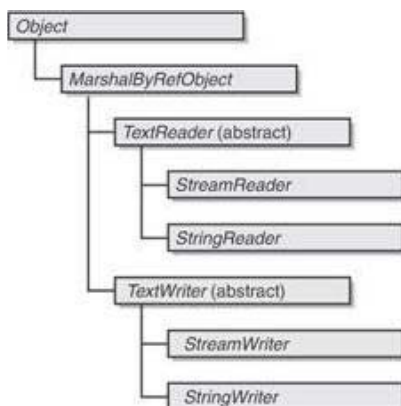 Object
MarshalByRefObject
TextReader (abstract)
StreamReader
StringReader
TextWriter (abstract)
StreamWriter
StringWriter